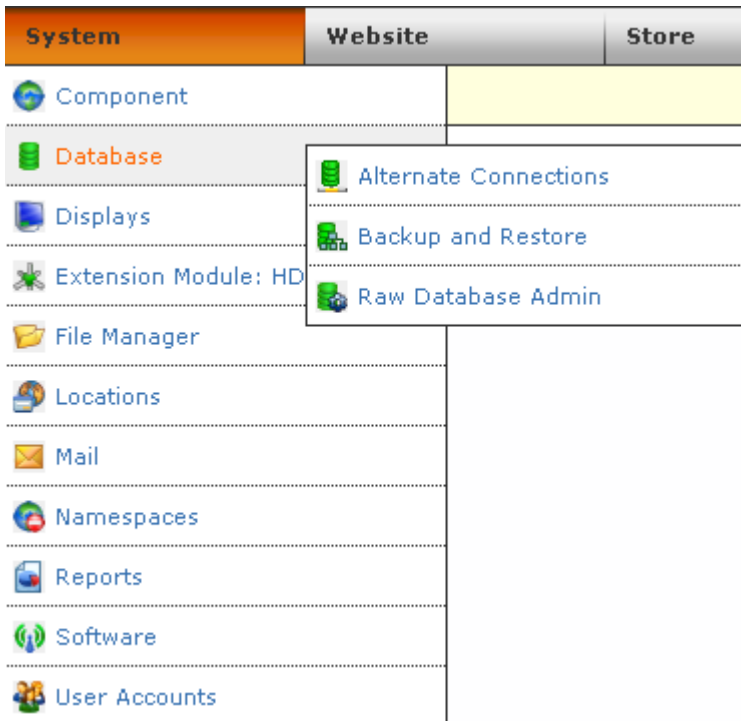 System
Website
Store
Component
Database
Alternate Connections
Displays
Backup and Restore
Extension Module: HD
Raw Database Admin
File Manager
Locations
Mail
Namespaces
Reports
Software
User Accounts